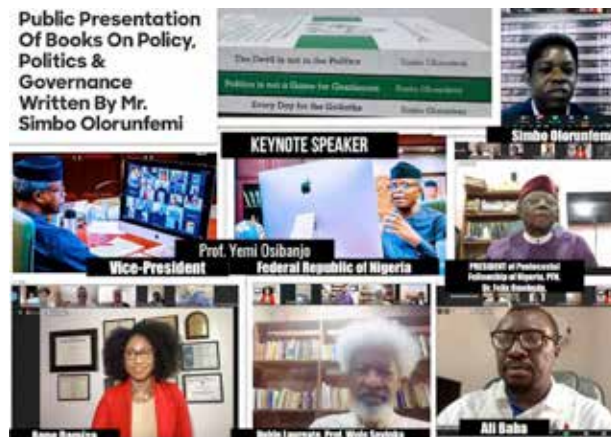 Public Presentation
Of Books On Policy,
Politics &
Governance
Written By Mr.
Simbo Olorunfemi
The Devil is not in the Politics Simbo Olorunfemi
Politics is not a Game for Gentlemen Simbo Olorunfemi
Every Day for the Goliaths Simbo Olorunfemi
Simbo Olorunfemi
KEYNOTE SPEAKER
Prof. Yemi Osibanjo
Vice-President Federal Republic of Nigeria
PRESIDENT of Pentecostal
Fellowship of Nigeria, PFN,
Dr. Felix Omobude.
Noble Laureate, Prof. Wole Soyinka
Ali Baba